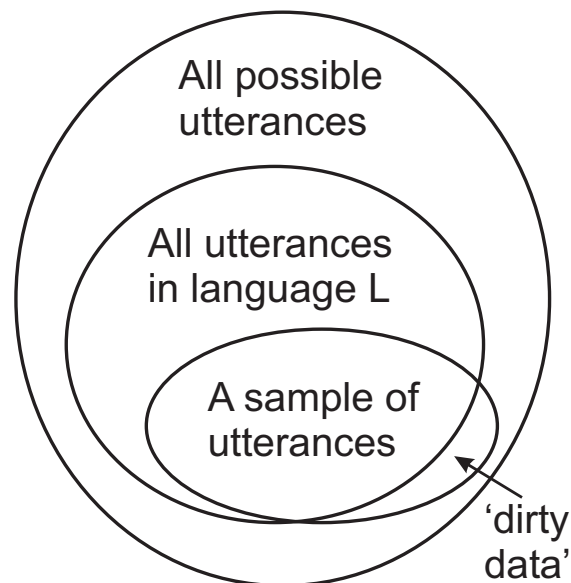 All possible
utterances
All utterances
in language L
A sample of
utterances
‘dirty
data’